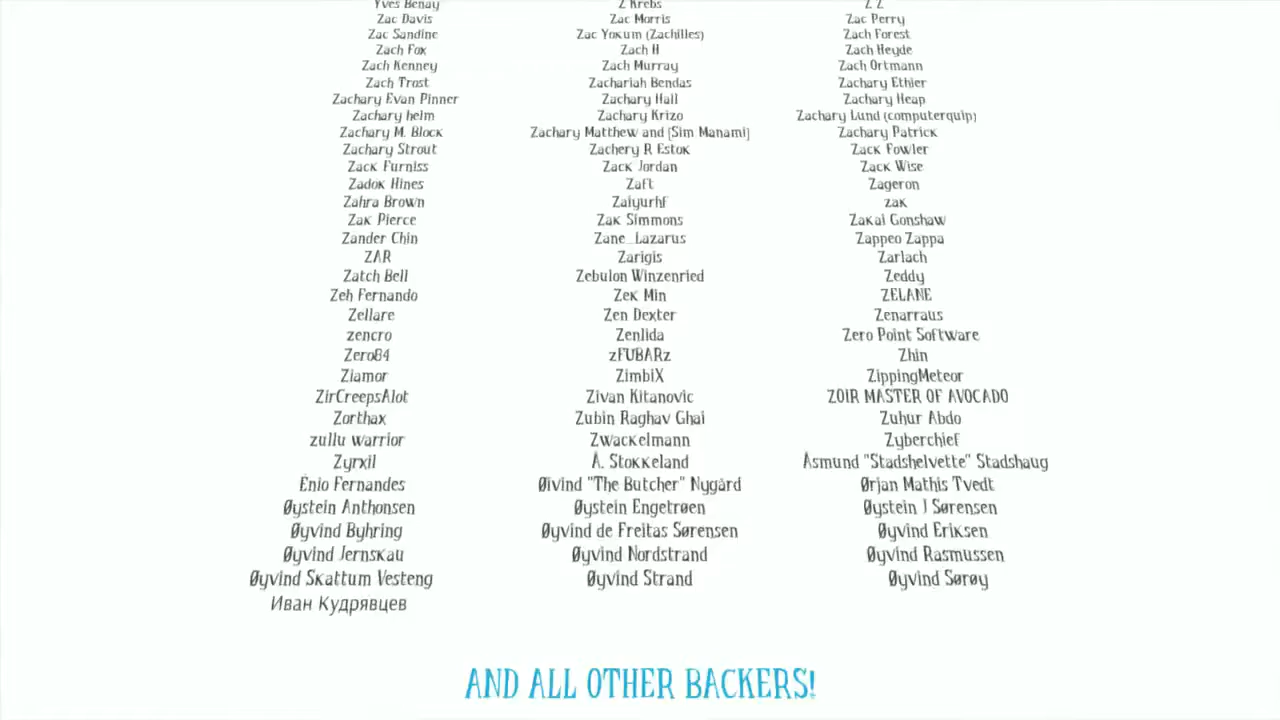 Yves Benay Z Krebs Z Z
Zac Davis Zac Morris Zac Perry
Zac Sandine Zac Yokum (Zachilles) Zach Forest
Zach Fox Zach H Zach Heyde
Zach Kenney Zach Murray Zach Ortmann
Zach Trost Zachariah Bendas Zachary Ethier
Zachary Evan Pinner Zachary Hall Zachary Heap
Zachary helm Zachary Krizo Zachary Lund (computerquip)
Zachary M. Block Zachary Matthew and [Sim Manami] Zachary Patrick
Zachary Strout Zachery R Estok Zack Fowler
Zack Furniss Zack Jordan Zack Wise
Zadok Hines Zaft Zageron
Zahra Brown Zaiyurhf zak
Zak Pierce Zak Simmons Zakai Gonshaw
Zander Chin Zane_Lazarus Zappeo Zappa
ZAR Zarigis Zarlach
Zatch Bell Zebulon Winzenried Zeddy
Zeh Fernando Zek Min ZELANE
Zellare Zen Dexter Zenarraus
zencro Zenlida Zero Point Software
Zero84 zFUBARz Zhin
Ziamor ZimbiX ZippingMeteor
ZirCreepsAlot Zivan Kitanovic ZOIR MASTER OF AVOCADO
Zorthax Zubin Raghav Ghai Zuhur Abdo
zullu warrior Zwackelmann Zyberchief
Zyrxil Å. Stokkeland Åsmund "Stadshelvette" Stadshaug
Ênio Fernandes Øivind "The Butcher" Nygård Ørjan Mathis Tvedt
Øystein Anthonsen Øystein Engetrøen Øystein J Sørensen
Øyvind Byhring Øyvind de Freitas Sørensen Øyvind Eriksen
Øyvind Jernskau Øyvind Nordstrand Øyvind Rasmussen
Øyvind Skattum Vesteng Øyvind Strand Øyvind Sørøy
Иван Кудрявцев
AND ALL OTHER BACKERS!